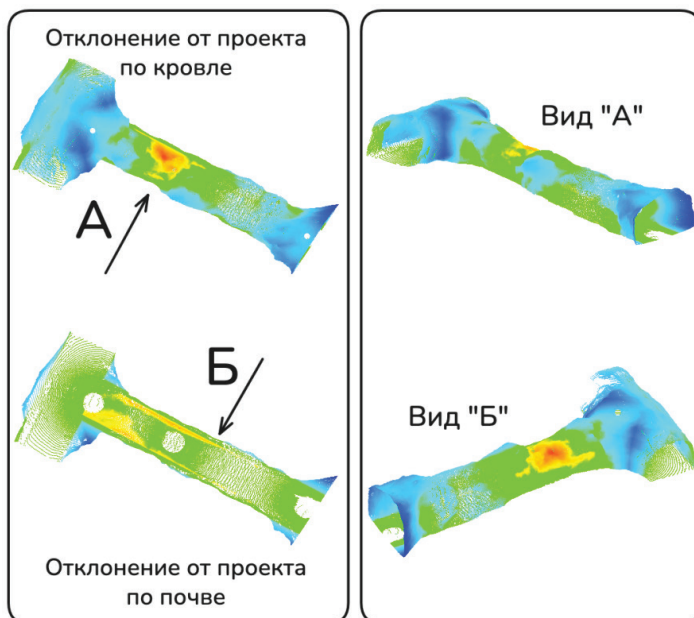 Отклонение от проекта
по кровле
А
Б
Отклонение от проекта
по почве
Вид "А"
Вид "Б"